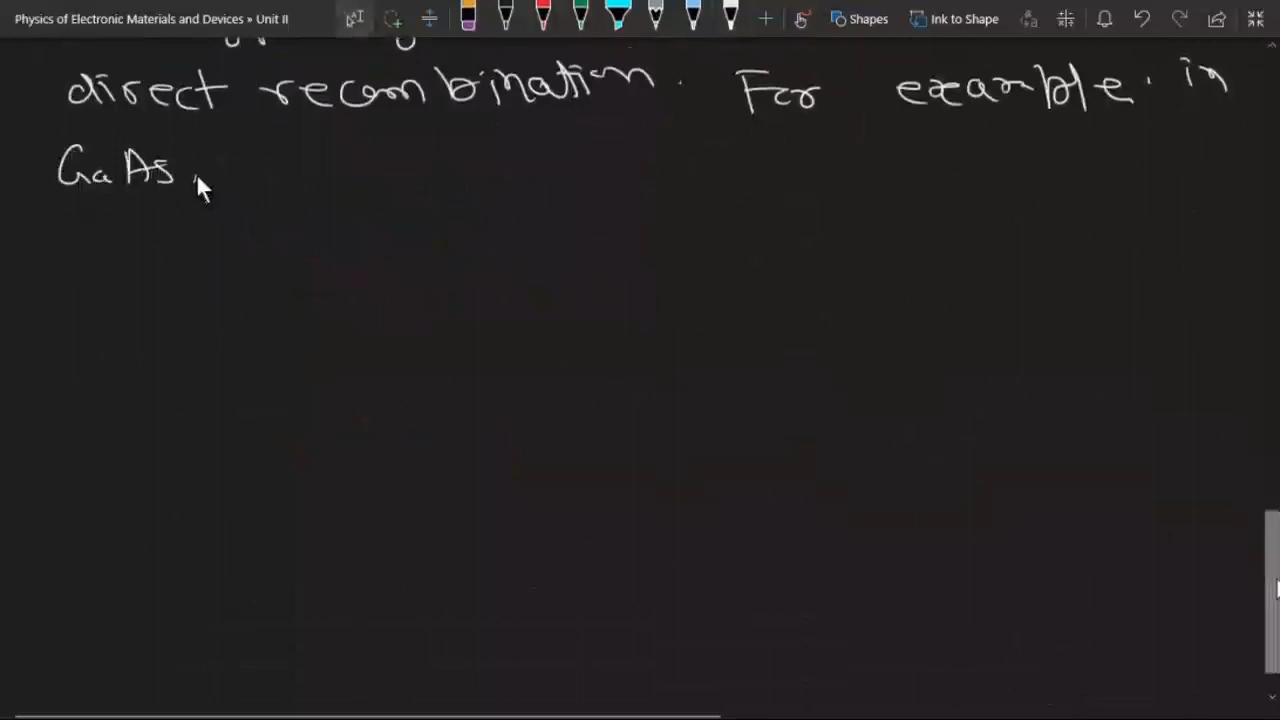 Physics of Electronic Materials and Devices » Unit II
Shapes
Ink to Shape
direct recombination. For example. in
GaAs.